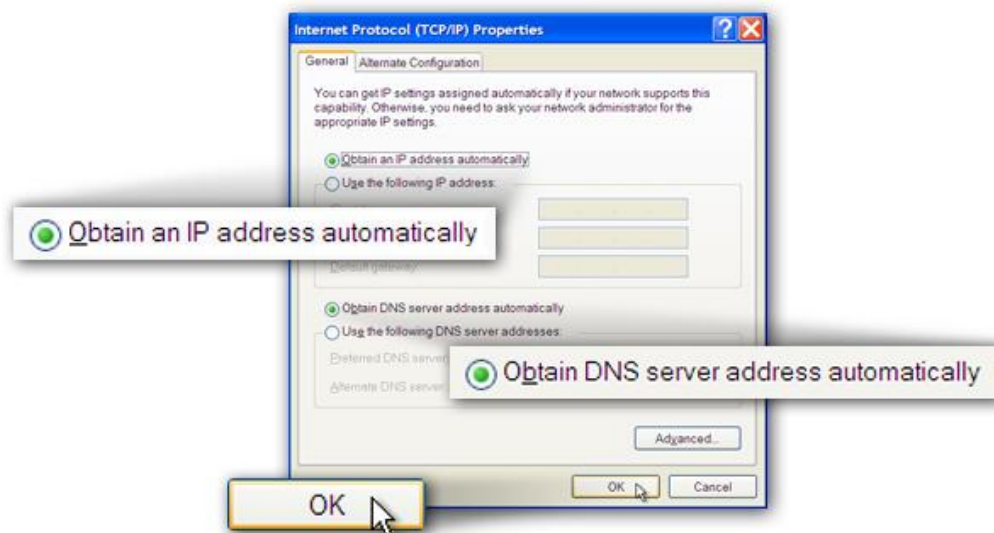 Internet Protocol (TCP/IP) Properties
General
Alternate Configuration
You can get IP settings assigned automatically if your network supports this
capability. Otherwise, you need to ask your network administrator for the
appropriate IP settings.
Obtain an IP address automatically
Use the following IP address:
Obtain an IP address automatically
Default gateway:
Obtain DNS server address automatically
Use the following DNS server addresses:
Preferred DNS server
Obtain DNS server address automatically
Alternate DNS server
Advanced...
OK
Cancel
OK